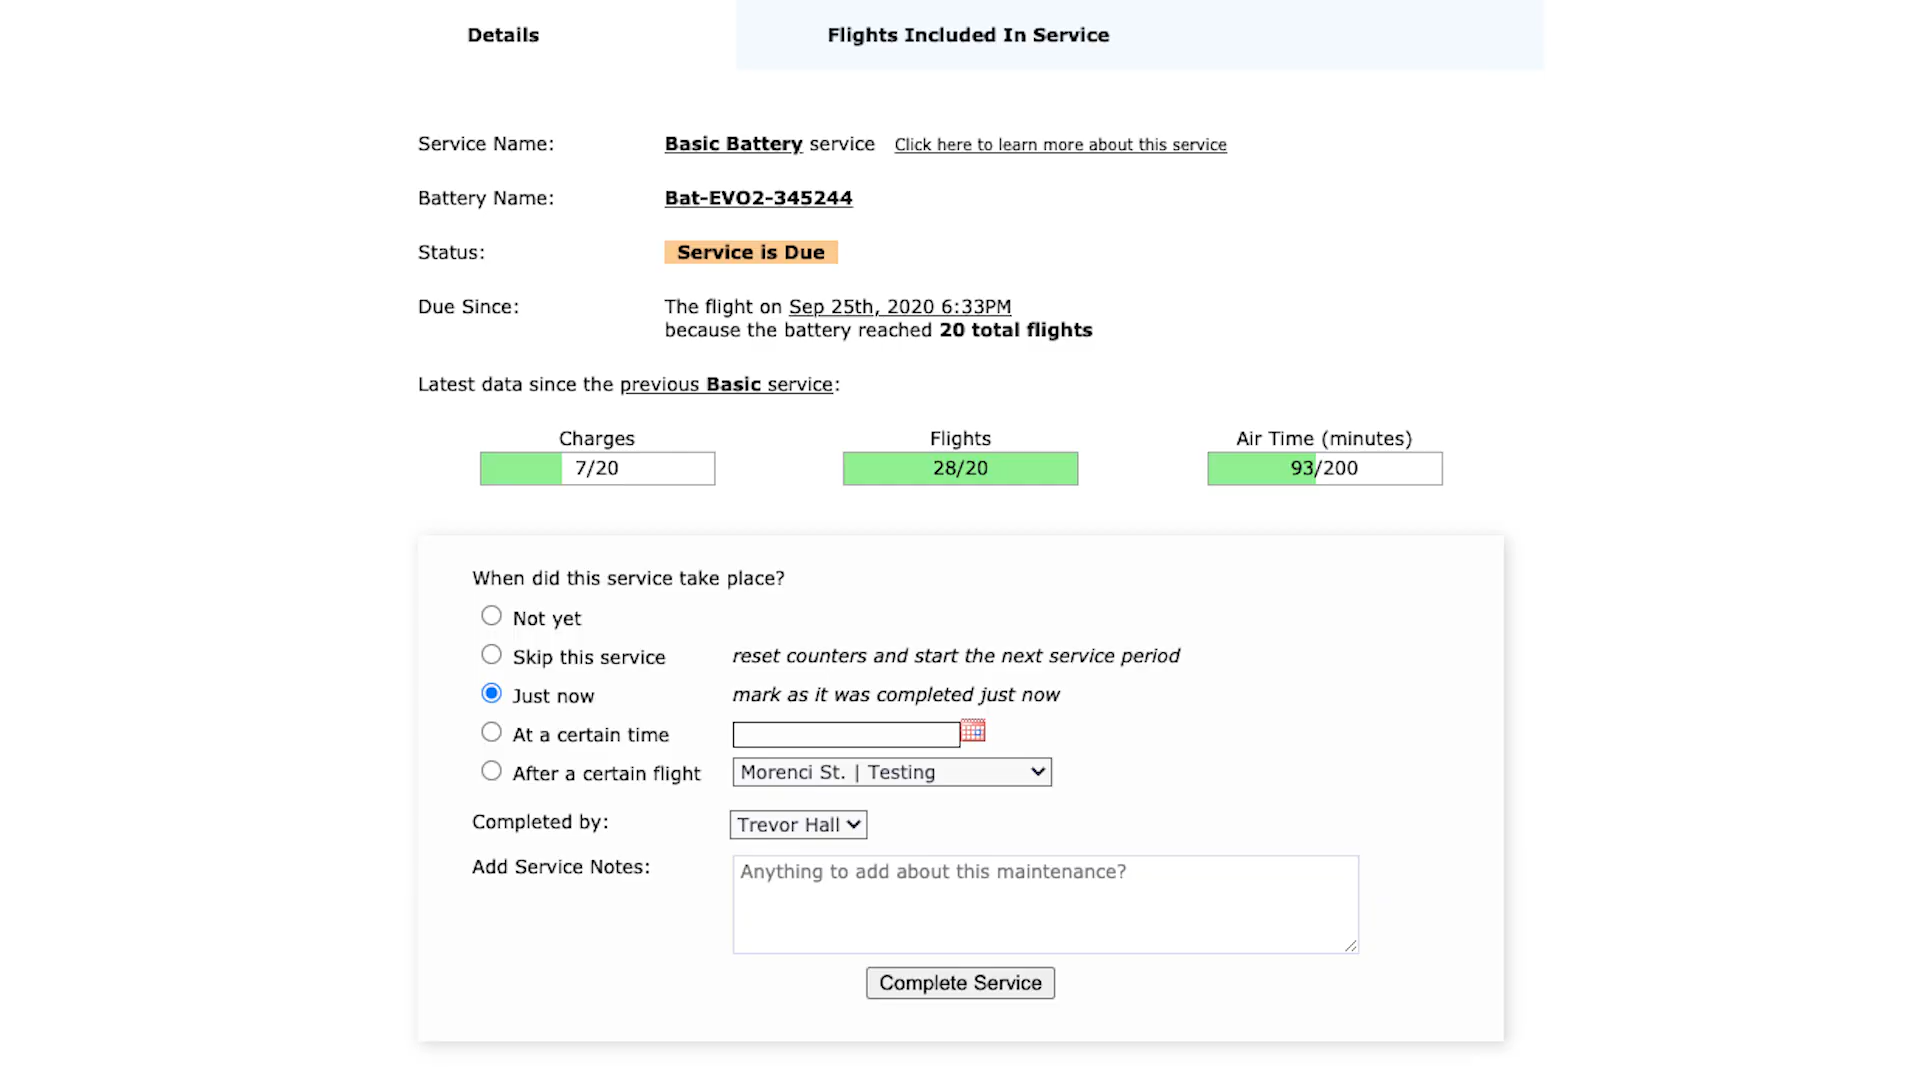 Details Flights Included In Service
Service Name: Basic Battery service Click here to learn more about this service
Battery Name: Bat-EVO2-345244
Status: Service is Due
Due Since: The flight on Sep 25th, 2020 6:33PM
because the battery reached 20 total flights
Latest data since the previous Basic service:
Charges Flights Air Time (minutes)
7/20 28/20 93/200
When did this service take place?
Not yet
Skip this service reset counters and start the next service period
Just now mark as it was completed just now
At a certain time
After a certain flight Morenci St. | Testing
Completed by: Trevor Hall
Add Service Notes: Anything to add about this maintenance?
Complete Service